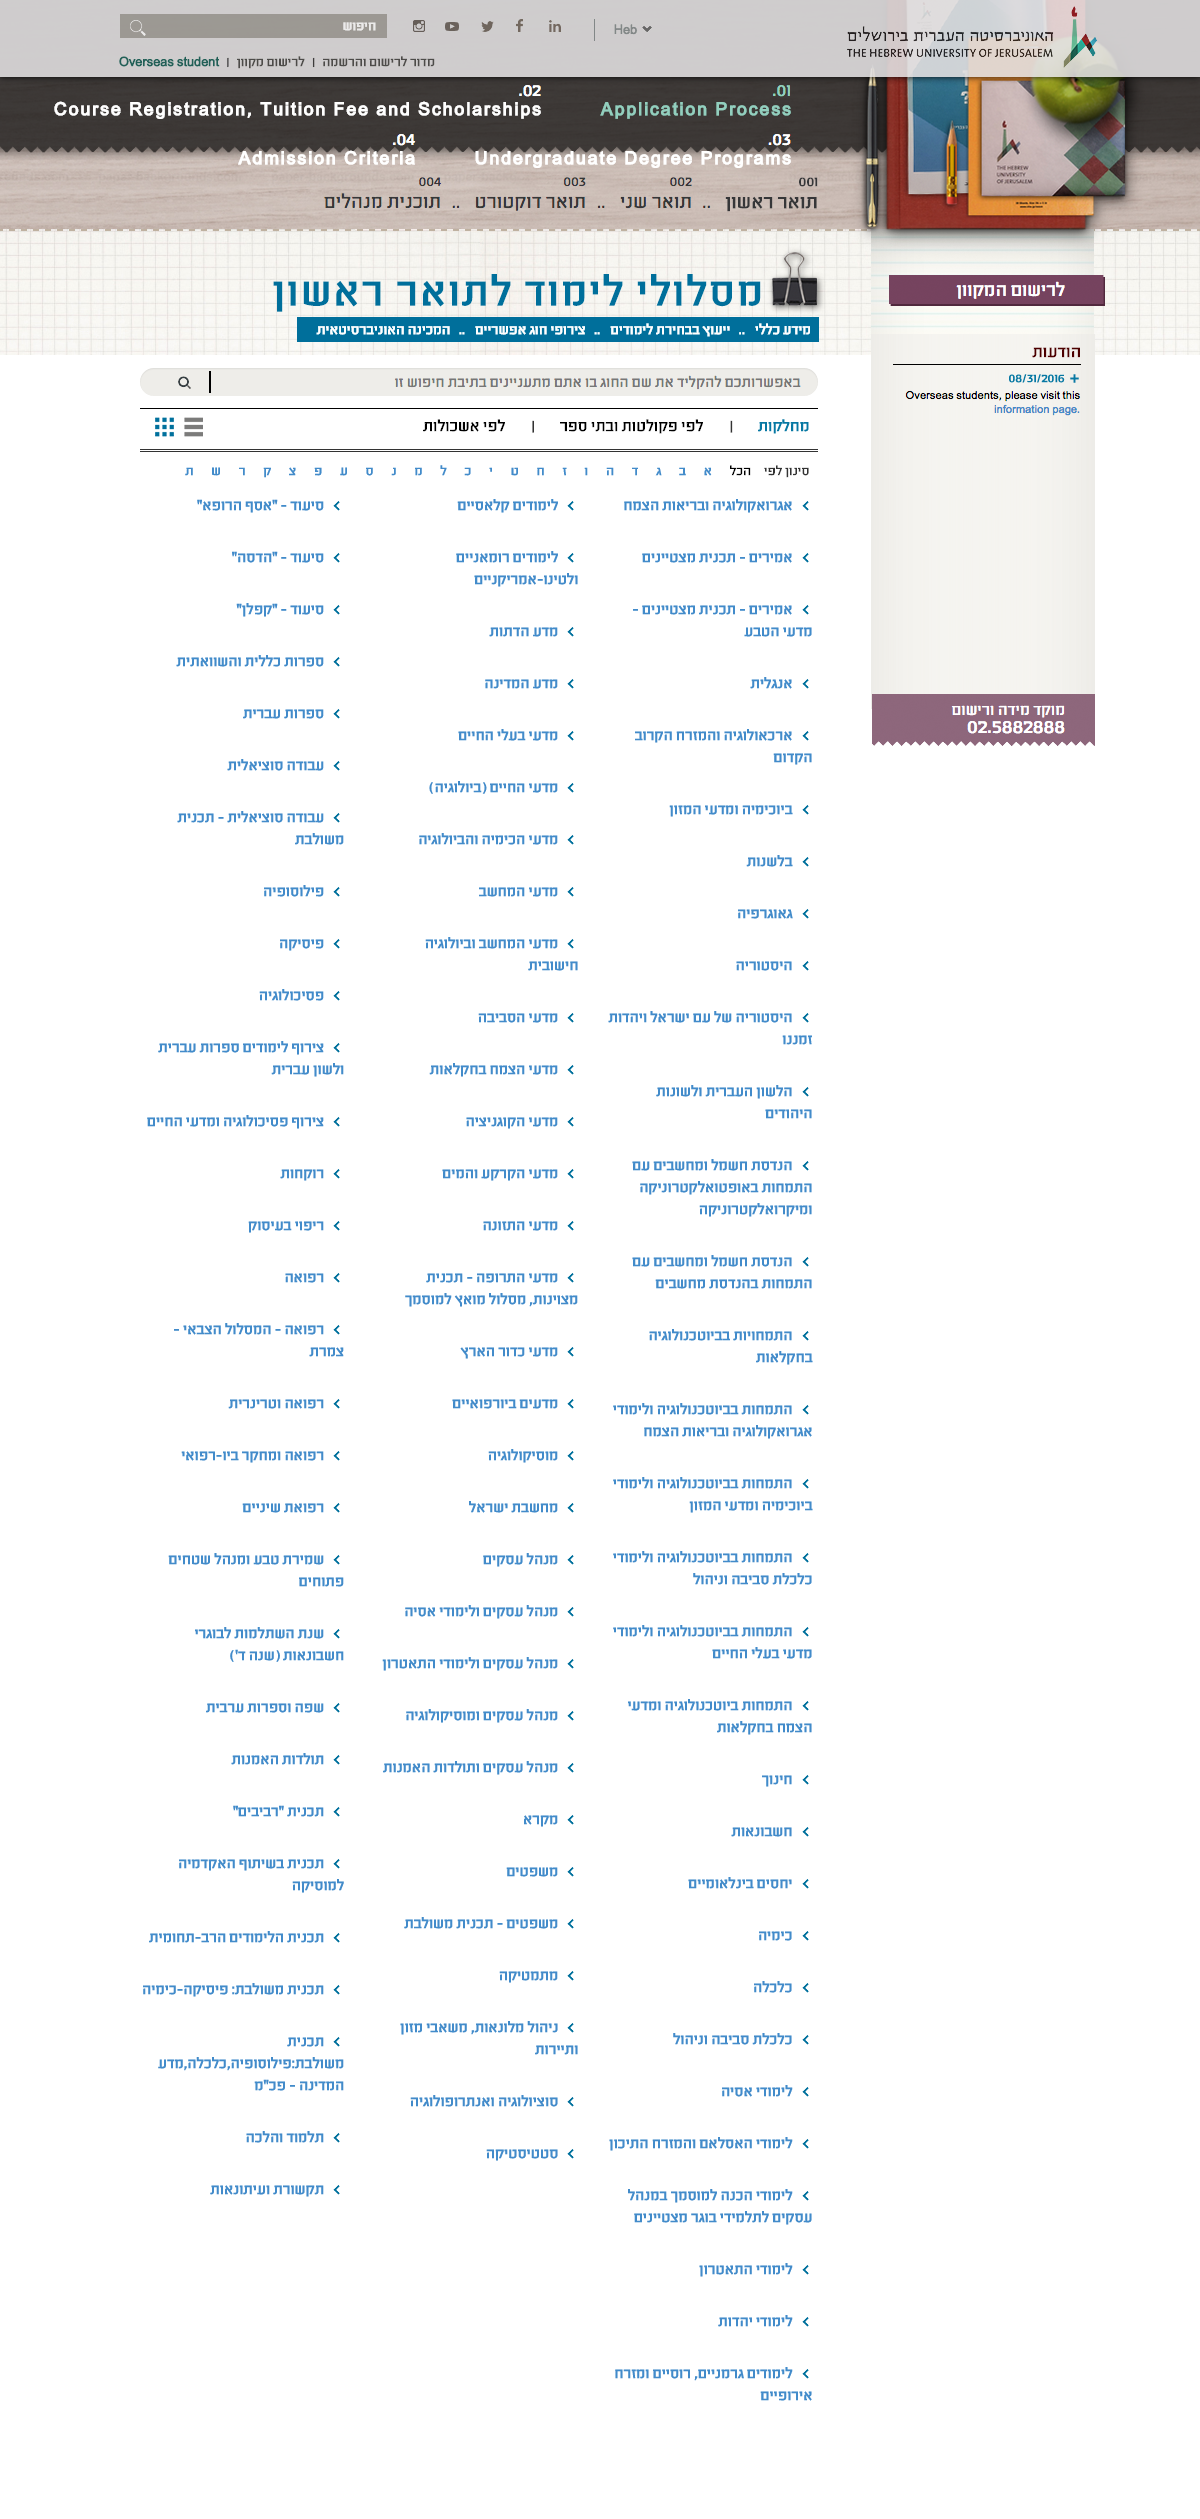 האוניברסיטה העברית בירושלים
THE HEBREW UNIVERSITY OF JERUSALEM
Heb
חיפוש
מדור לרישום והרשמה | לרישום מקוון | Overseas student
.01
Application Process
.02
Course Registration, Tuition Fee and Scholarships
.03
Undergraduate Degree Programs
.04
Admission Criteria
001
תואר ראשון ..
002
תואר שני ..
003
תואר דוקטורט ..
004
תוכנית מנהלים
THE HEBREW
UNIVERSITY
OF JERUSALEM
לרישום המקוון
הודעות
08/31/2016 +
Overseas students, please visit this
information page.
מוקד מידה ורישום
02.5882888
מסלולי לימוד לתואר ראשון
מידע כללי .. ייעוץ בבחירת לימודים .. צירופי חוג אפשריים .. המכינה האוניברסיטאית
באפשרותכם להקליד את שם החוג בו אתם מתעניינים בתיבת חיפוש זו
מחלקות | לפי פקולטות ובתי ספר | לפי אשכולות
סינון לפי הכל א ב ג ד ה ו ז ח ט י כ ל מ נ ס ע פ צ ק ר ש ת
אגרואקולוגיה ובריאות הצמח
אמירים - תכנית מצטיינים
אמירים - תכנית מצטיינים -
מדעי הטבע
אנגלית
ארכאולוגיה והמזרח הקרוב
הקדום
ביוכימיה ומדעי המזון
בלשנות
גאוגרפיה
היסטוריה
היסטוריה של עם ישראל ויהדות
זמננו
הלשון העברית ולשונות
היהודים
הנדסת חשמל ומחשבים עם
התמחות באופטואלקטרוניקה
ומיקרואלקטרוניקה
הנדסת חשמל ומחשבים עם
התמחות בהנדסת מחשבים
התמחויות בביוטכנולוגיה
בחקלאות
התמחות בביוטכנולוגיה ולימודי
אגרואקולוגיה ובריאות הצמח
התמחות בביוטכנולוגיה ולימודי
ביוכימיה ומדעי המזון
התמחות בביוטכנולוגיה ולימודי
כלכלת סביבה וניהול
התמחות בביוטכנולוגיה ולימודי
מדעי בעלי החיים
התמחות ביוטכנולוגיה ומדעי
הצמח בחקלאות
חינוך
חשבונאות
יחסים בינלאומיים
כימיה
כלכלה
כלכלת סביבה וניהול
לימודי אסיה
לימודי האסלאם והמזרח התיכון
לימודי הכנה למוסמך במנהל
עסקים לתלמידי בוגר מצטיינים
לימודי התאטרון
לימודי יהדות
לימודים גרמניים, רוסיים ומזרח
אירופיים
לימודים קלאסיים
לימודים רומאניים
ולטינו-אמריקניים
מדע הדתות
מדע המדינה
מדעי בעלי החיים
מדעי החיים (ביולוגיה)
מדעי הכימיה והביולוגיה
מדעי המחשב
מדעי המחשב וביולוגיה
חישובית
מדעי הסביבה
מדעי הצמח בחקלאות
מדעי הקוגניציה
מדעי הקרקע והמים
מדעי התזונה
מדעי התרופה - תכנית
מצוינות, מסלול מואץ למוסמך
מדעי כדור הארץ
מדעים ביורפואיים
מוסיקולוגיה
מחשבת ישראל
מנהל עסקים
מנהל עסקים ולימודי אסיה
מנהל עסקים ולימודי התאטרון
מנהל עסקים ומוסיקולוגיה
מנהל עסקים ותולדות האמנות
מקרא
משפטים
משפטים - תכנית משולבת
מתמטיקה
ניהול מלונאות, משאבי מזון
ותיירות
סוציולוגיה ואנתרופולוגיה
סטטיסטיקה
סיעוד - "אסף הרופא"
סיעוד - "הדסה"
סיעוד - "קפלן"
ספרות כללית והשוואתית
ספרות עברית
עבודה סוציאלית
עבודה סוציאלית - תכנית
משולבת
פילוסופיה
פיסיקה
פסיכולוגיה
צירוף לימודים ספרות עברית
ולשון עברית
צירוף פסיכולוגיה ומדעי החיים
רוקחות
ריפוי בעיסוק
רפואה
רפואה - המסלול הצבאי -
צמרת
רפואה וטרינרית
רפואה ומחקר ביו-רפואי
רפואת שיניים
שמירת טבע ומנהל שטחים
פתוחים
שנת השתלמות לבוגרי
חשבונאות (שנה ד')
שפה וספרות ערבית
תולדות האמנות
תכנית "רביבים"
תכנית בשיתוף האקדמיה
למוסיקה
תכנית הלימודים הרב-תחומית
תכנית משולבת: פיסיקה-כימיה
תכנית
משולבת:פילוסופיה,כלכלה,מדע
המדינה - פכ"מ
תלמוד והלכה
תקשורת ועיתונאות